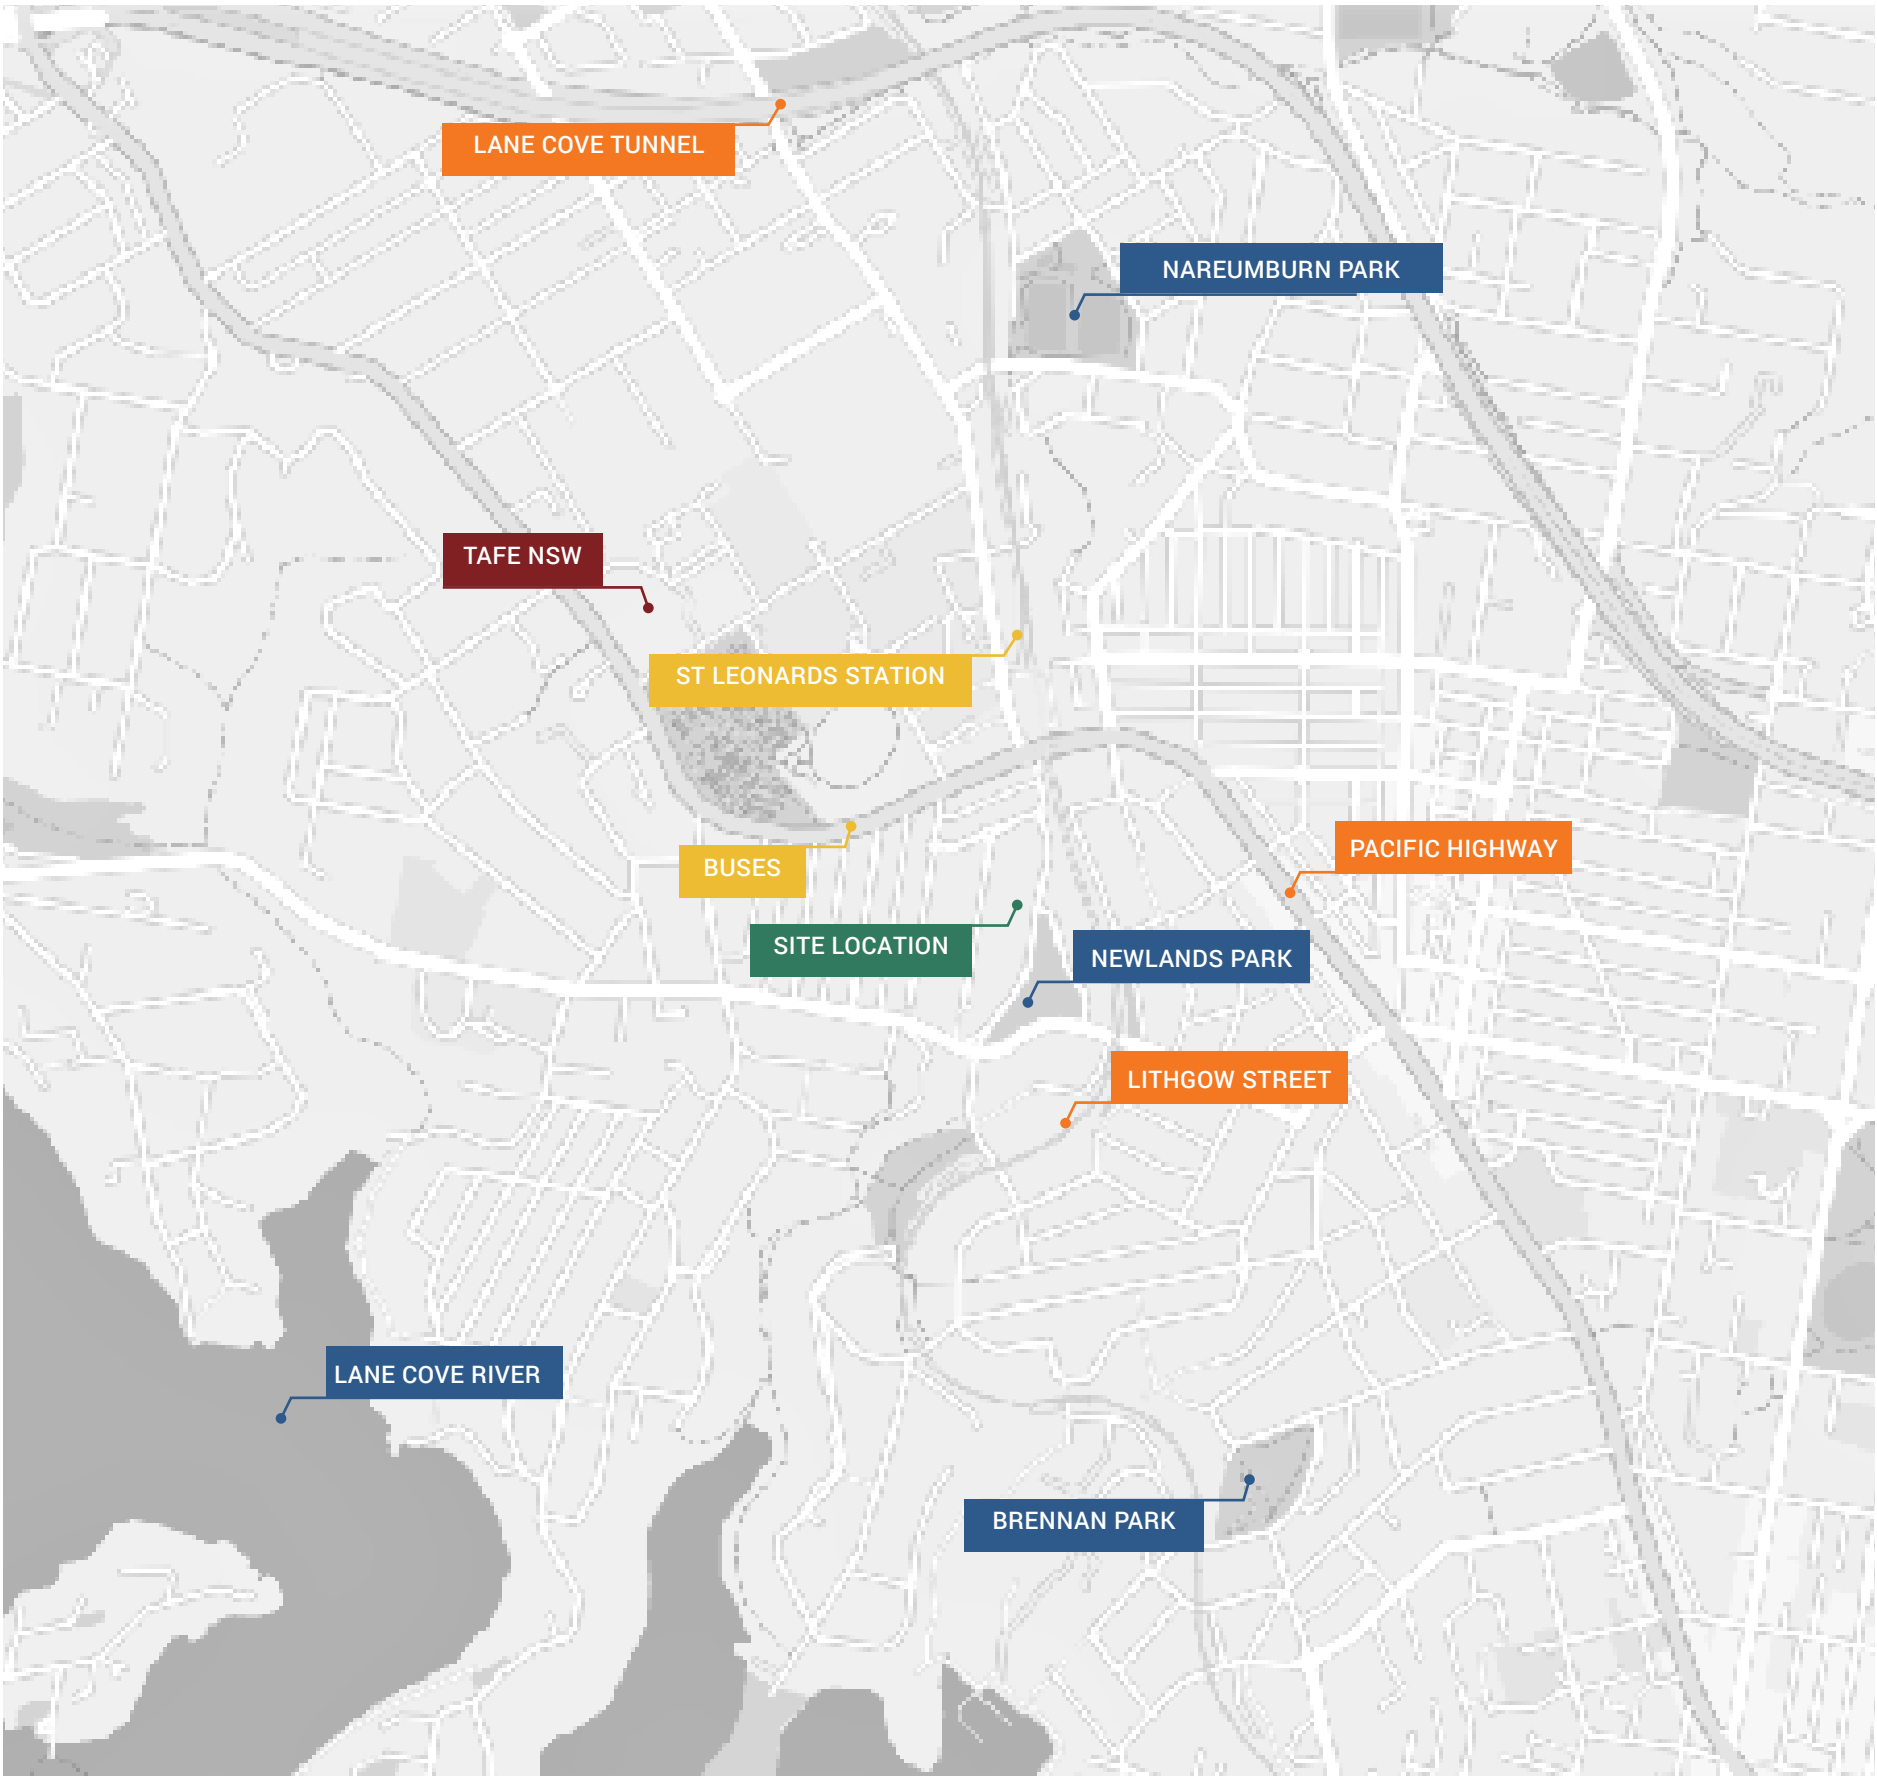 LANE COVE TUNNEL
NAREUMBURN PARK
TAFE NSW
ST LEONARDS STATION
BUSES
PACIFIC HIGHWAY
SITE LOCATION
NEWLANDS PARK
LITHGOW STREET
LANE COVE RIVER
BRENNAN PARK